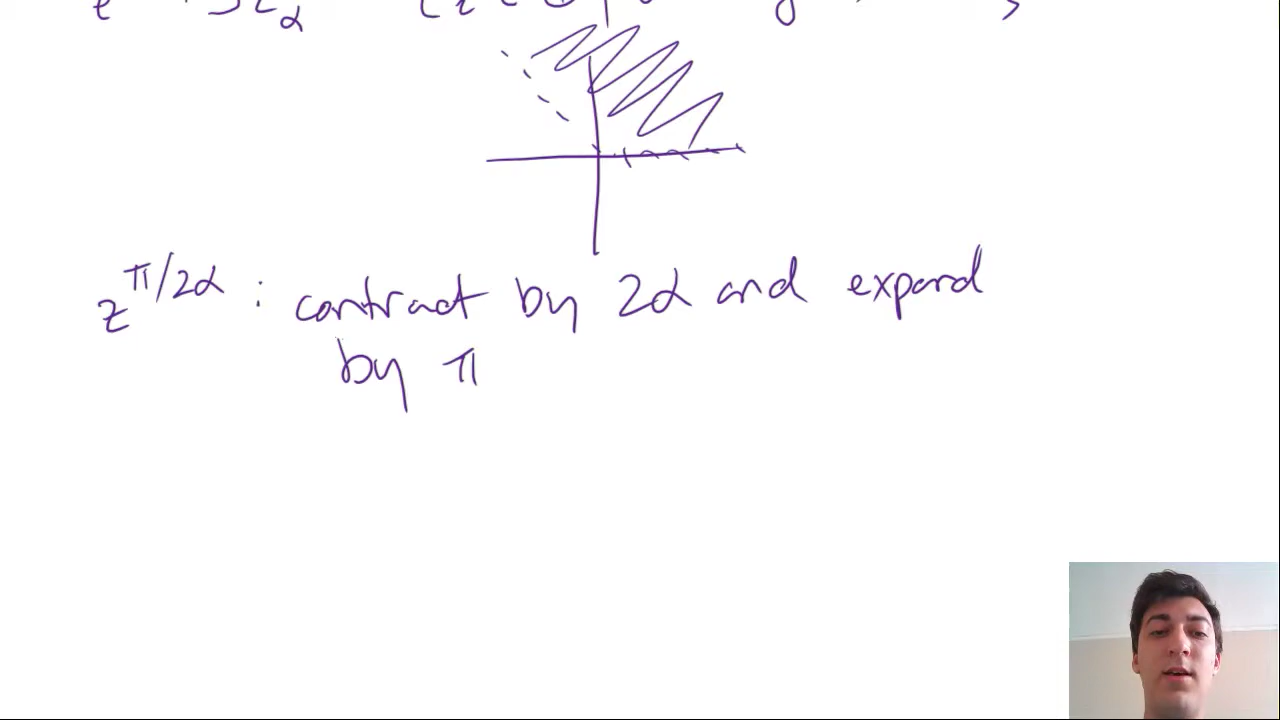 z^π/2α : contract by 2α and expand
by π